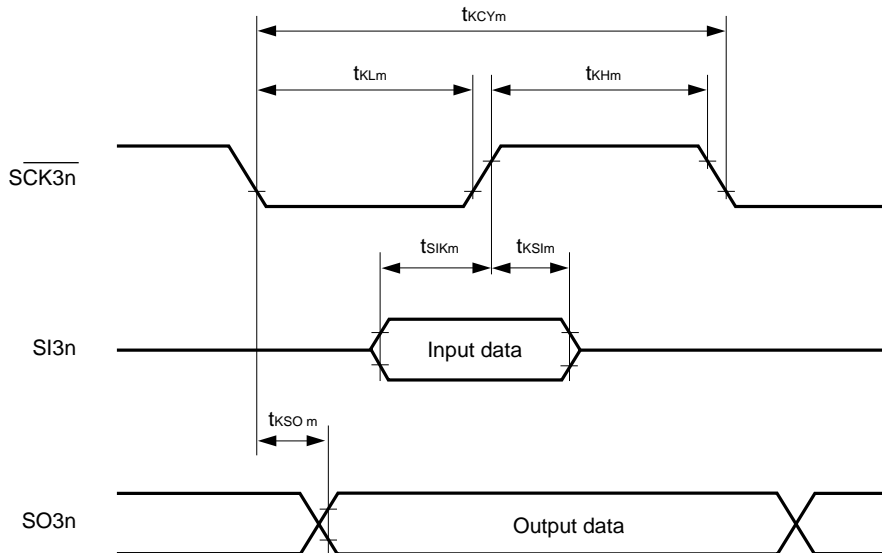 tKCYm
tKLm tKHm
SCK3n
tSIKm tKSIm
SI3n Input data
tKSO m
SO3n Output data